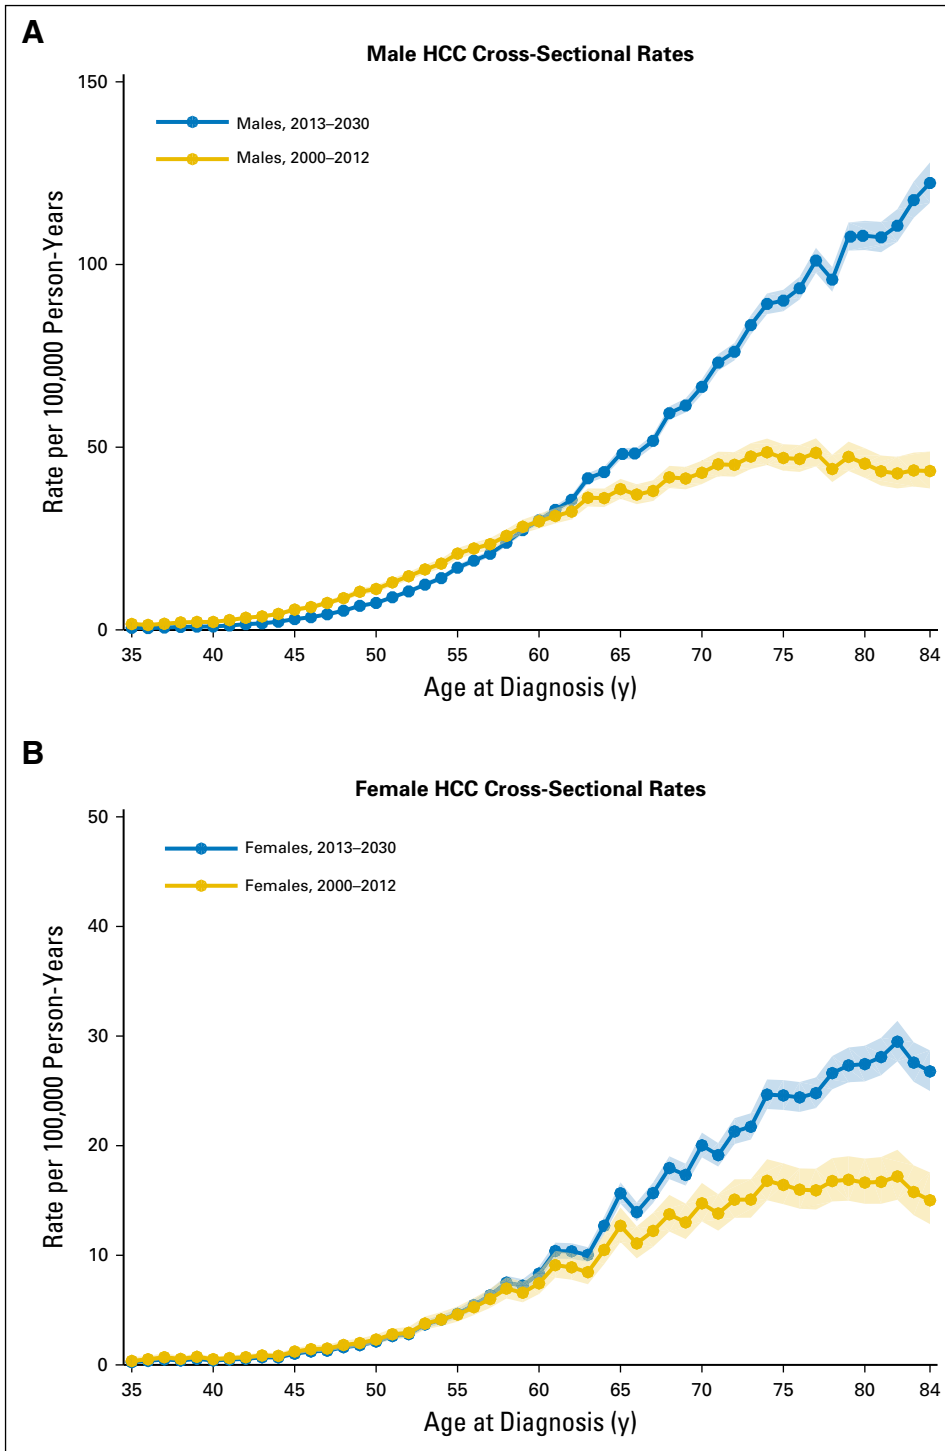 A
Male HCC Cross-Sectional Rates
150
100
50
0
Rate per 100,000 Person-Years
Males, 2013–2030
Males, 2000–2012
35 40 45 50 55 60 65 70 75 80 84
Age at Diagnosis (y)
B
Female HCC Cross-Sectional Rates
50
40
30
20
10
0
Rate per 100,000 Person-Years
Females, 2013–2030
Females, 2000–2012
35 40 45 50 55 60 65 70 75 80 84
Age at Diagnosis (y)